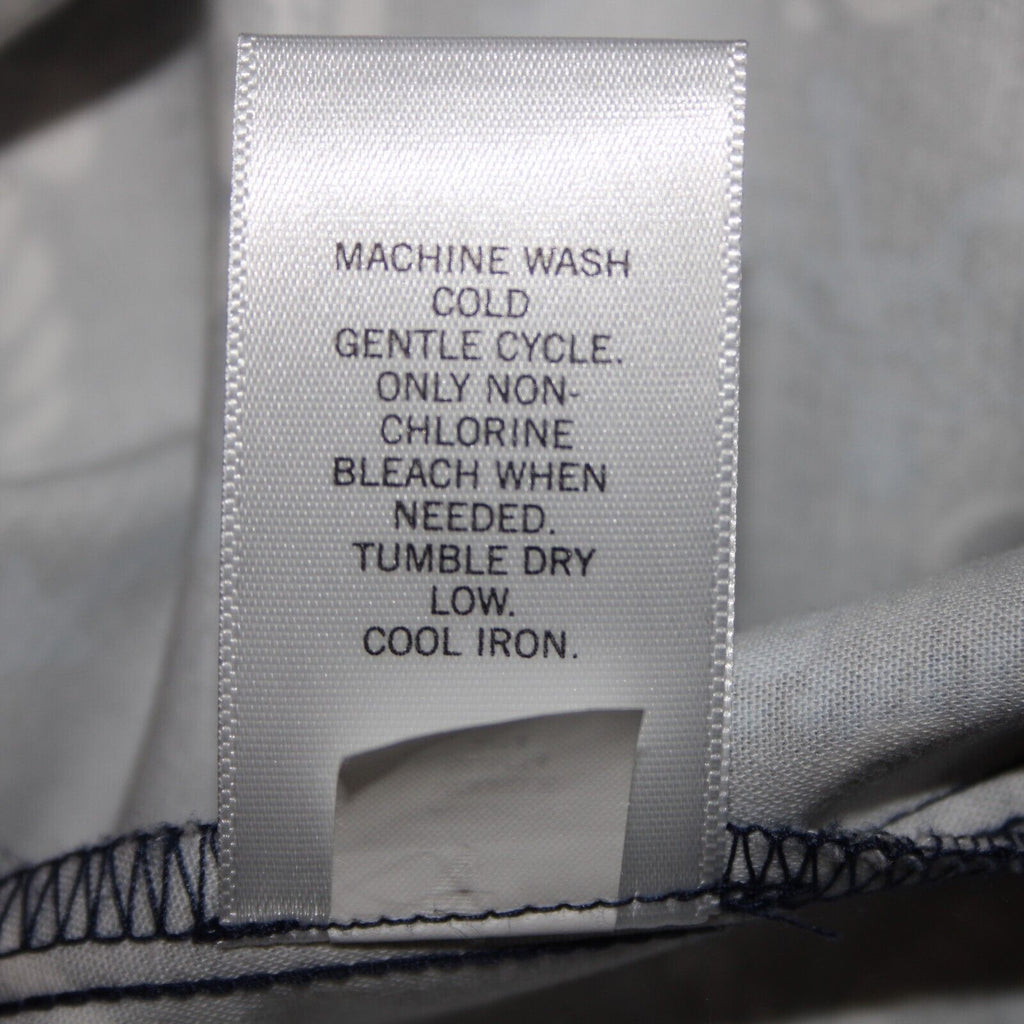 MACHINE WASH
COLD
GENTLE CYCLE.
ONLY NON-
CHLORINE
BLEACH WHEN
NEEDED.
TUMBLE DRY
LOW.
COOL IRON.